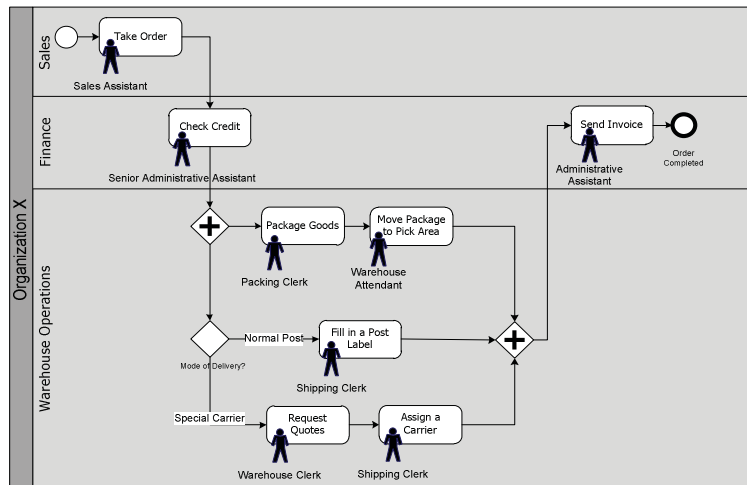 Organization X
Sales
Take Order
Sales Assistant
Finance
Check Credit
Senior Administrative Assistant
Send Invoice
Administrative
Assistant
Order
Completed
Warehouse Operations
Package Goods
Packing Clerk
Move Package
to Pick Area
Warehouse
Attendant
Mode of Delivery?
Normal Post
Fill in a Post
Label
Shipping Clerk
Special Carrier
Request
Quotes
Warehouse Clerk
Assign a
Carrier
Shipping Clerk